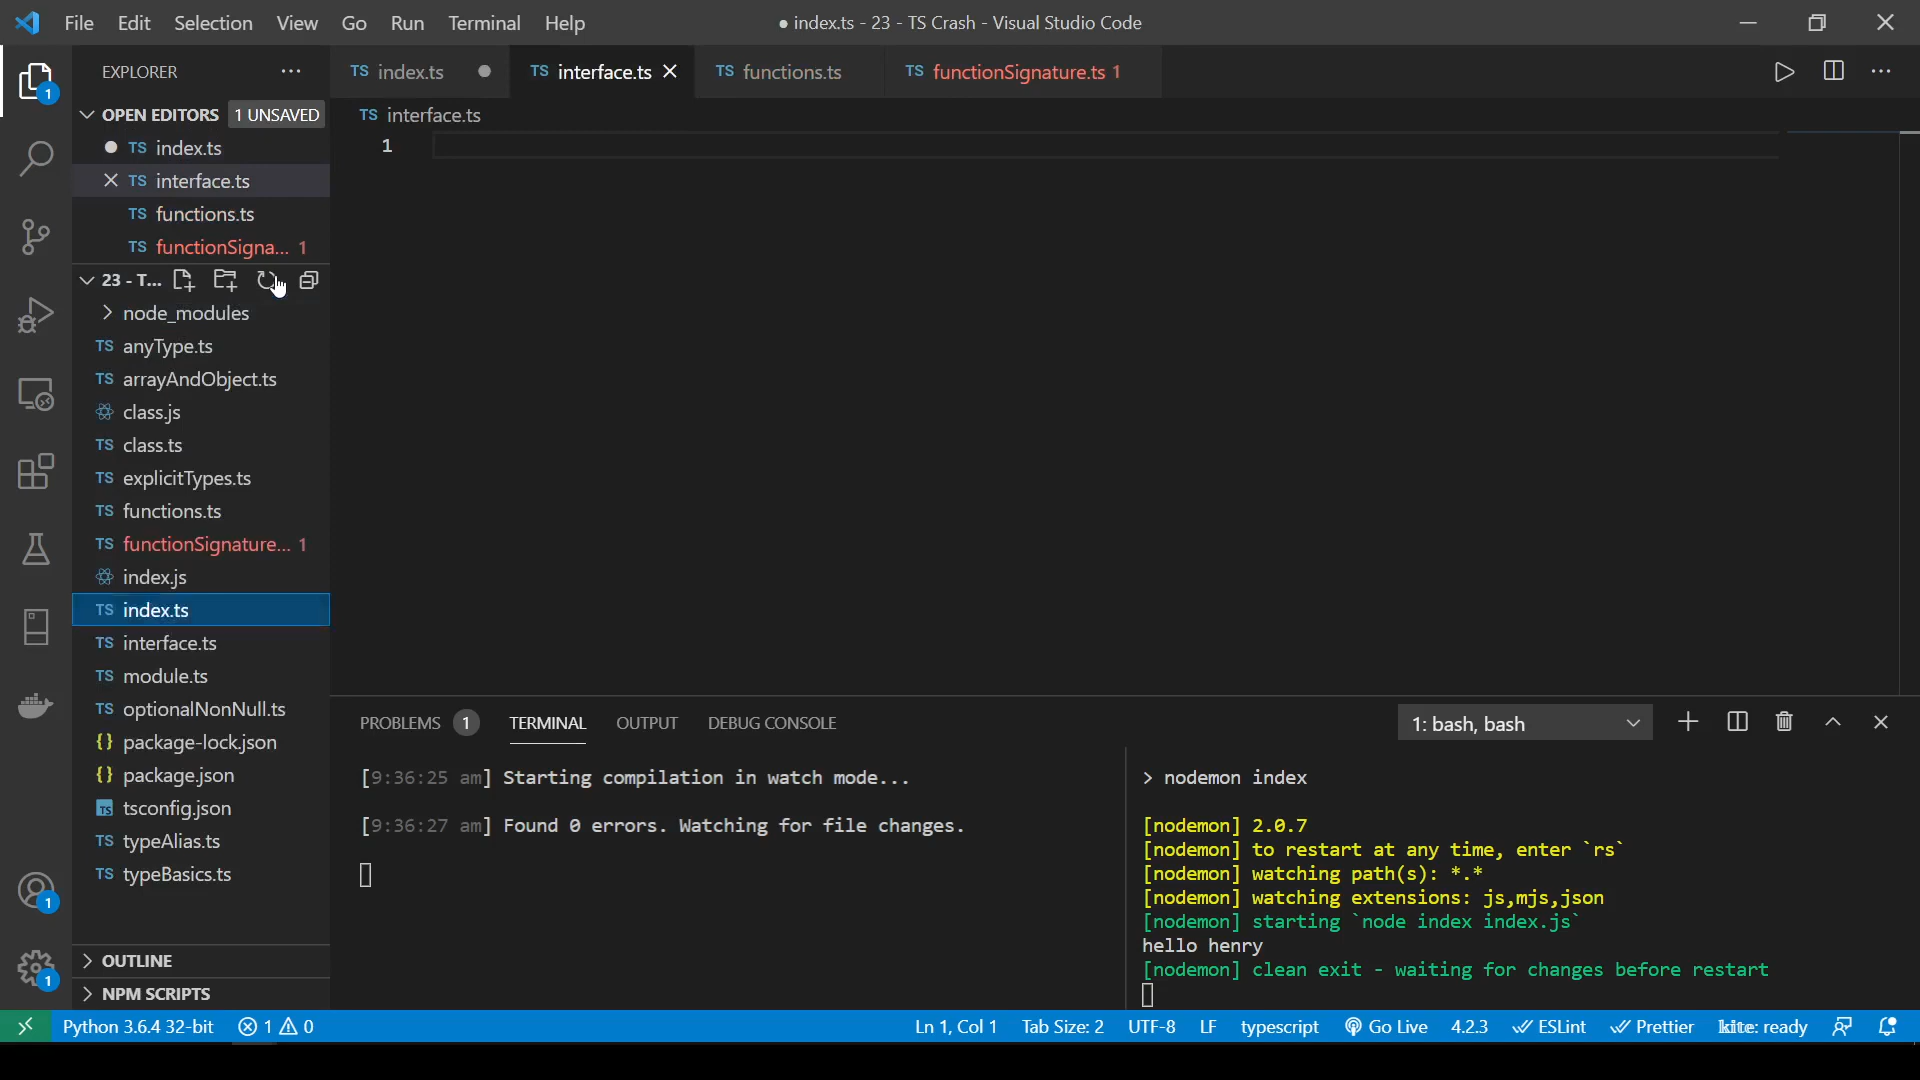 File Edit Selection View Go Run Terminal Help
● index.ts - 23 - TS Crash - Visual Studio Code
EXPLORER
TS index.ts
TS interface.ts
TS functions.ts
TS functionSignature.ts 1
OPEN EDITORS 1 UNSAVED
TS index.ts
TS interface.ts
TS functions.ts
TS functionSigna... 1
23 - T...
node_modules
TS anyType.ts
TS arrayAndObject.ts
class.js
TS class.ts
TS explicitTypes.ts
TS functions.ts
TS functionSignature... 1
index.js
TS index.ts
TS interface.ts
TS module.ts
TS optionalNonNull.ts
{} package-lock.json
{} package.json
TS tsconfig.json
TS typeAlias.ts
TS typeBasics.ts
OUTLINE
NPM SCRIPTS
1
1
1
TS interface.ts
1
PROBLEMS 1 TERMINAL OUTPUT DEBUG CONSOLE
1: bash, bash
[9:36:25 am] Starting compilation in watch mode...
[9:36:27 am] Found 0 errors. Watching for file changes.
> nodemon index
[nodemon] 2.0.7
[nodemon] to restart at any time, enter `rs`
[nodemon] watching path(s): *.*
[nodemon] watching extensions: js,mjs,json
[nodemon] starting `node index index.js`
hello henry
[nodemon] clean exit - waiting for changes before restart
Python 3.6.4 32-bit 1 0
Ln 1, Col 1 Tab Size: 2 UTF-8 LF typescript Go Live 4.2.3 ESLint Prettier kite: ready